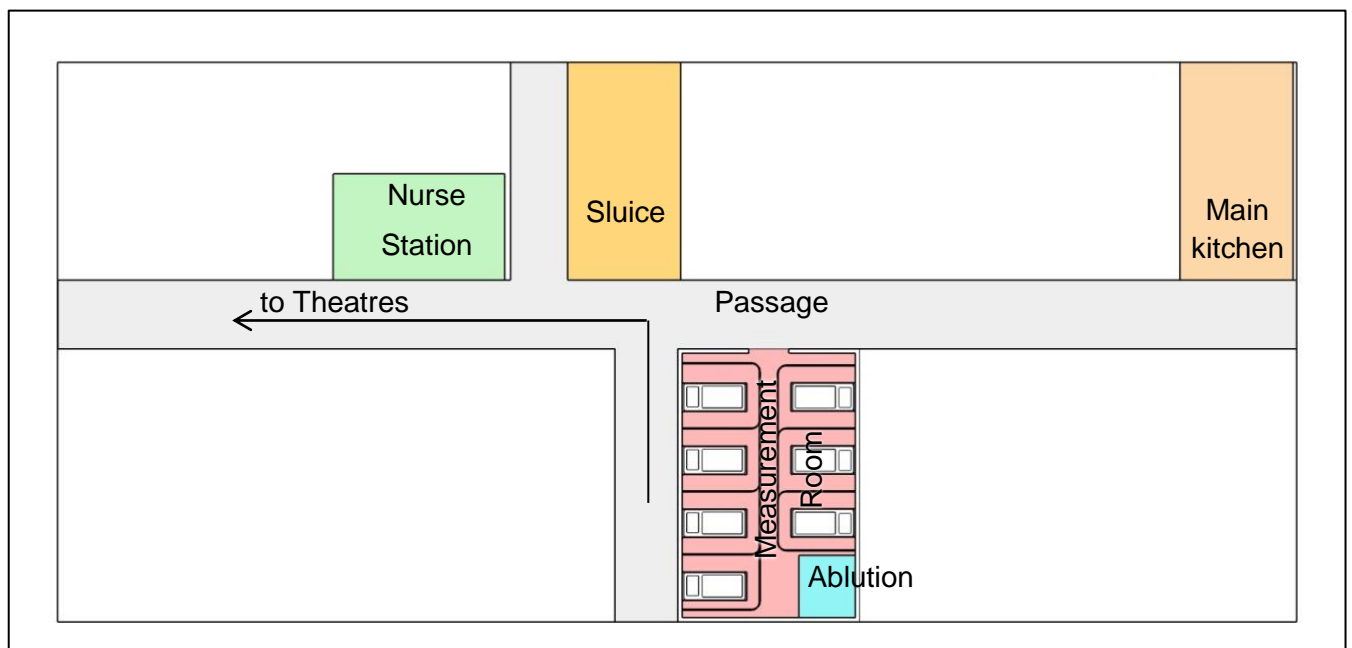 Nurse
Station
Sluice
Main
kitchen
to Theatres
Passage
Measurement
Room
Ablution